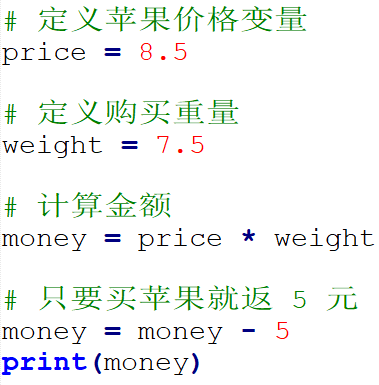 # 定义苹果价格变量
price = 8.5
# 定义购买重量
weight = 7.5
# 计算金额
money = price * weight
# 只要买苹果就返 5 元
money = money - 5
print(money)